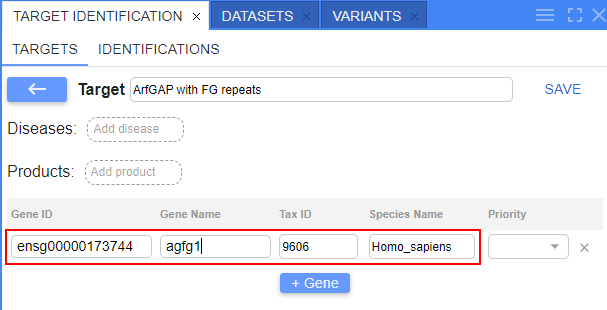 TARGET IDENTIFICATION × DATASETS × VARIANTS ×
TARGETS IDENTIFICATIONS
← Target ArfGAP with FG repeats SAVE
Diseases: Add disease
Products: Add product
Gene ID Gene Name Tax ID Species Name Priority
ensg00000173744 agfg1 9606 Homo_sapiens ×
+ Gene